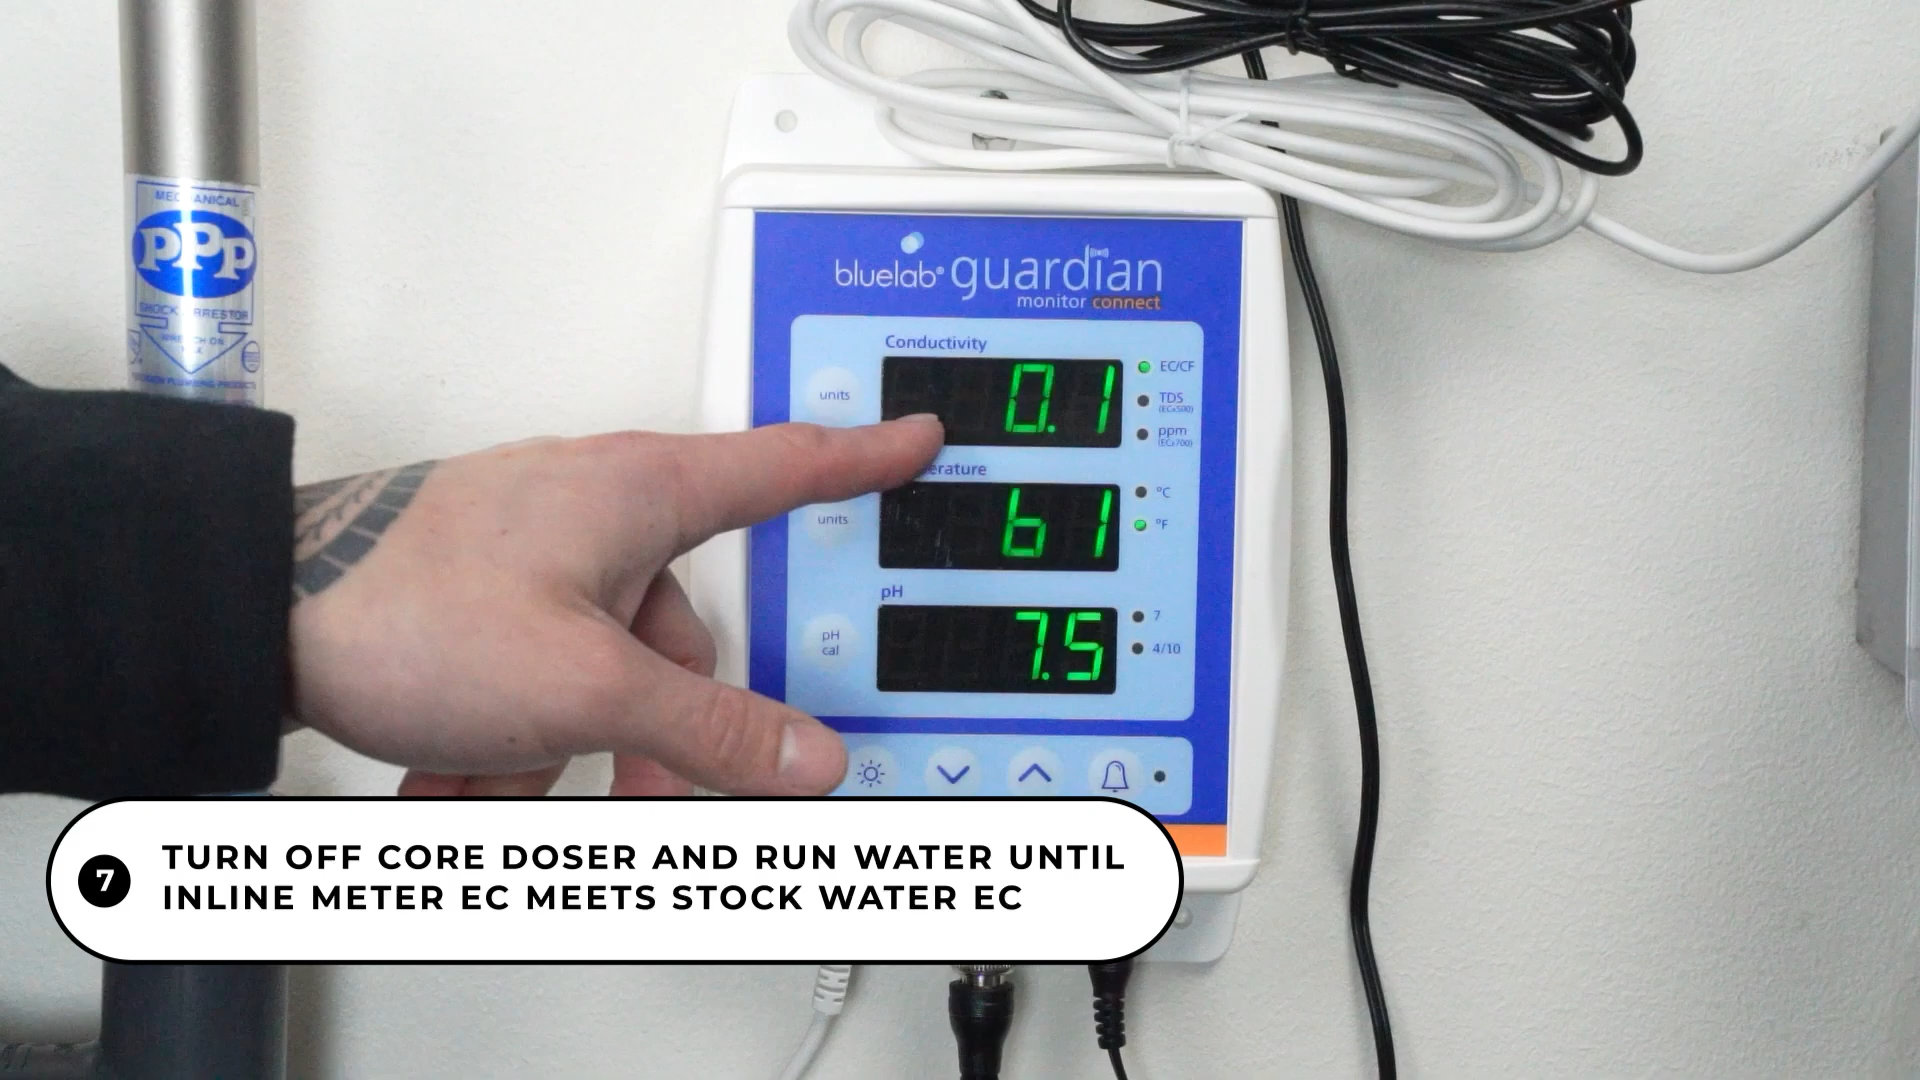 MECHANICAL
PPP
SHOCK ARRESTOR
bluelab® guardian
monitor connect
Conductivity
units
0.1
EC/CF
TDS
(ECx500)
ppm
(ECx700)
erature
units
61
°C
°F
pH
pH
cal
7.5
7
4/10
7
TURN OFF CORE DOSER AND RUN WATER UNTIL
INLINE METER EC MEETS STOCK WATER EC